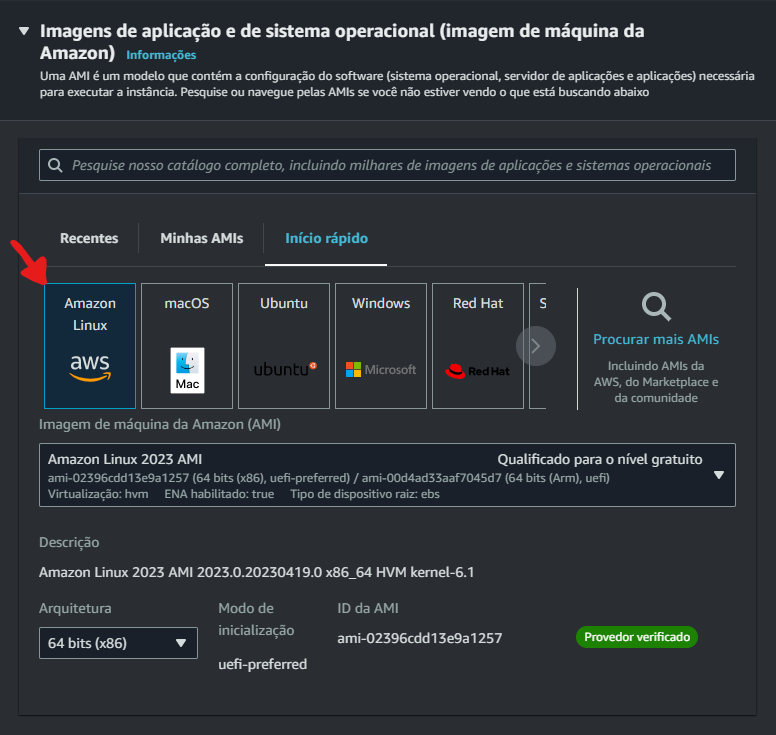 Imagens de aplicação e de sistema operacional (imagem de máquina da
Amazon) Informações
Uma AMI é um modelo que contém a configuração do software (sistema operacional, servidor de aplicações e aplicações) necessária
para executar a instância. Pesquise ou navegue pelas AMIs se você não estiver vendo o que está buscando abaixo
Pesquise nosso catálogo completo, incluindo milhares de imagens de aplicações e sistemas operacionais
Recentes Minhas AMIs Início rápido
Amazon
Linux
aws
macOS
Mac
Ubuntu
ubuntu
Windows
Microsoft
Red Hat
Red Hat
S
Procurar mais AMIs
Incluindo AMIs da
AWS, do Marketplace e
da comunidade
Imagem de máquina da Amazon (AMI)
Amazon Linux 2023 AMI Qualificado para o nível gratuito
ami-02396cdd13e9a1257 (64 bits (x86), uefi-preferred) / ami-00d4ad33aaf7045d7 (64 bits (Arm), uefi)
Virtualização: hvm ENA habilitado: true Tipo de dispositivo raiz: ebs
Descrição
Amazon Linux 2023 AMI 2023.0.20230419.0 x86_64 HVM kernel-6.1
Arquitetura
64 bits (x86)
Modo de
inicialização
uefi-preferred
ID da AMI
ami-02396cdd13e9a1257
Provedor verificado